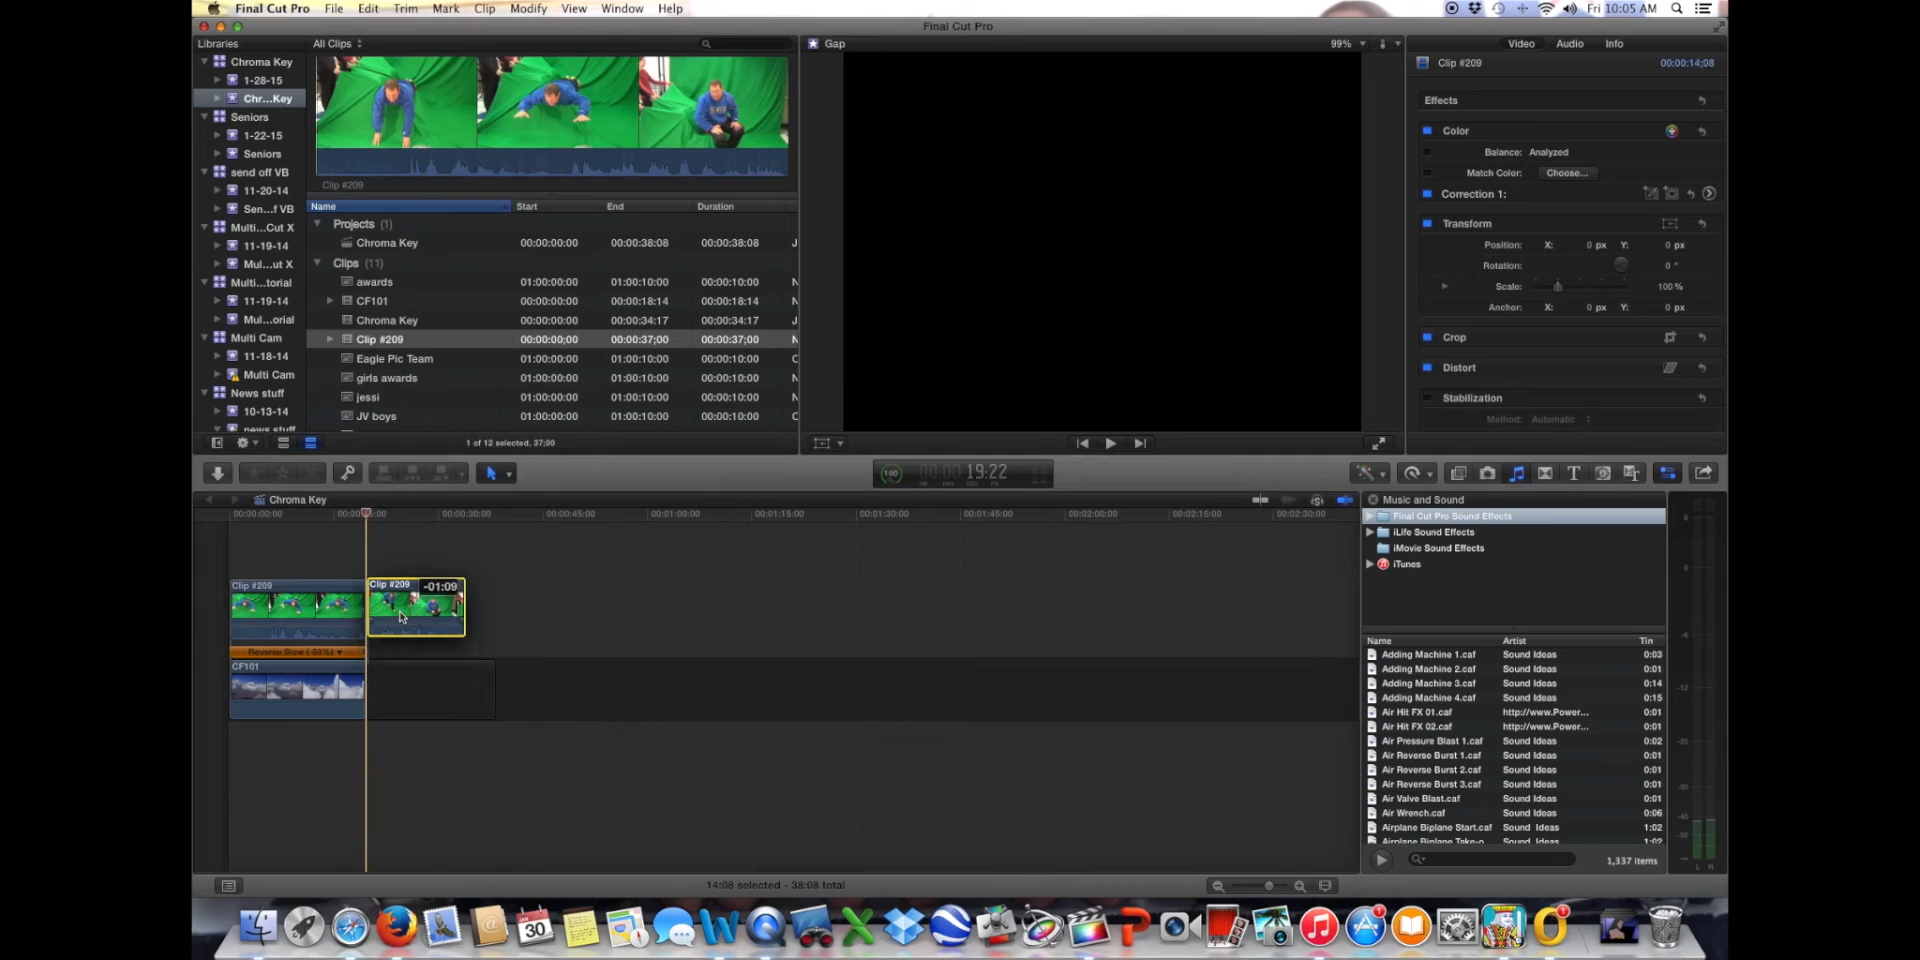 Final Cut Pro File Edit Trim Mark Clip Modify View Window Help Fri 10:05 AM
Final Cut Pro
Libraries
Chroma Key
1-28-15
Chr...Key
Seniors
1-22-15
Seniors
send off VB
11-20-14
Sen...f VB
Multi...Cut X
11-19-14
Mul...ut X
Multi...torial
11-19-14
Mul...orial
Multi Cam
11-18-14
Multi Cam
News stuff
10-13-14
news stuff
All Clips
Clip #209
Name Start End Duration
Projects (1)
Chroma Key 00:00:00:00 00:00:38:08 00:00:38:08 J
Clips (11)
awards 01:00:00:00 01:00:10:00 00:00:10:00 N
CF101 00:00:00:00 00:00:18:14 00:00:18:14 N
Chroma Key 00:00:00:00 00:00:34:17 00:00:34:17 J
Clip #209 00:00:00;00 00:00:37;00 00:00:37;00 N
Eagle Pic Team 01:00:00:00 01:00:10:00 00:00:10:00 C
girls awards 01:00:00:00 01:00:10:00 00:00:10:00 N
jessi 01:00:00:00 01:00:10:00 00:00:10:00 N
JV boys 01:00:00:00 01:00:10:00 00:00:10:00 C
1 of 12 selected, 37;00
Gap 99%
Video Audio Info
Clip #209 00:00:14;08
Effects
Color
Balance: Analyzed
Match Color: Choose...
Correction 1:
Transform
Position: X: 0 px Y: 0 px
Rotation: 0 °
Scale: 100 %
Anchor: X: 0 px Y: 0 px
Crop
Distort
Stabilization
Method: Automatic
100 00:00:19:22
HR MIN SEC FR
Chroma Key
00:00:00:00 00:00:30:00 00:00:45:00 00:01:00:00 00:01:15:00 00:01:30:00 00:01:45:00 00:02:00:00 00:02:15:00 00:02:30:00
Clip #209
Clip #209 -01:09
Reverse Slow (-50%)
CF101
14:08 selected - 38:08 total
Music and Sound
Final Cut Pro Sound Effects
iLife Sound Effects
iMovie Sound Effects
iTunes
Name Artist Tim
Adding Machine 1.caf Sound Ideas 0:03
Adding Machine 2.caf Sound Ideas 0:01
Adding Machine 3.caf Sound Ideas 0:14
Adding Machine 4.caf Sound Ideas 0:15
Air Hit FX 01.caf http://www.Power... 0:01
Air Hit FX 02.caf http://www.Power... 0:01
Air Pressure Blast 1.caf Sound Ideas 0:02
Air Reverse Burst 1.caf Sound Ideas 0:01
Air Reverse Burst 2.caf Sound Ideas 0:01
Air Reverse Burst 3.caf Sound Ideas 0:01
Air Valve Blast.caf Sound Ideas 0:01
Air Wrench.caf Sound Ideas 0:06
Airplane Biplane Start.caf Sound Ideas 1:02
1,337 items
L R
JAN
30